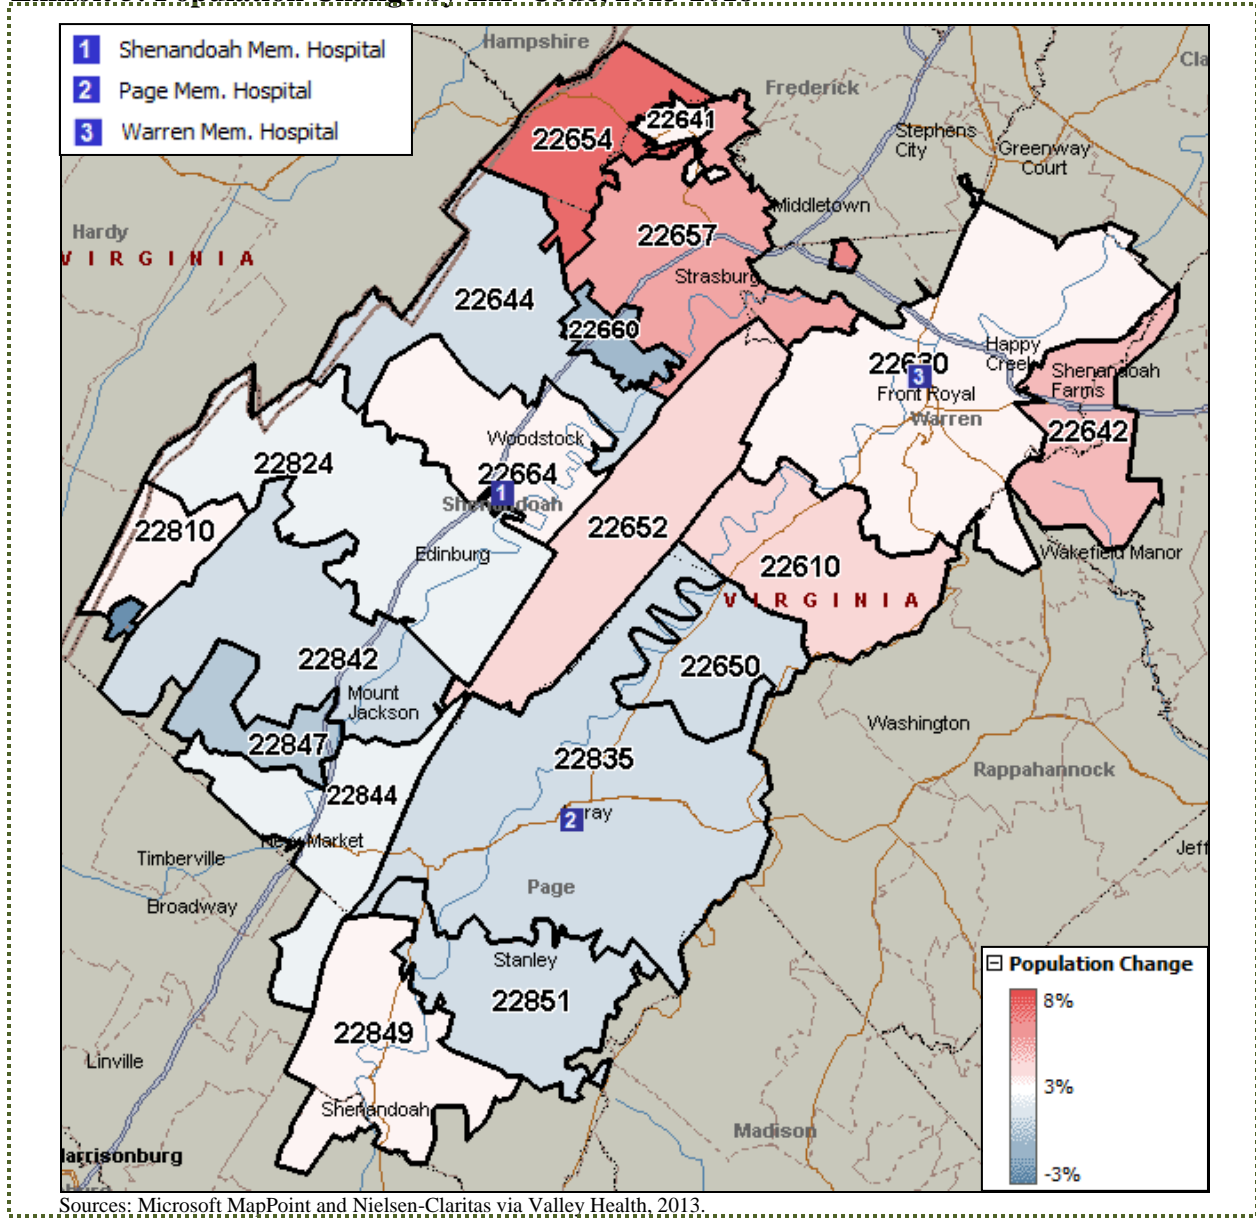 1 Shenandoah Mem. Hospital
2 Page Mem. Hospital
3 Warren Mem. Hospital
Hampshire
Frederick
Stephens
City
Greenway
Court
22641
22654
Middletown
Hardy
VIRGINIA
22657
Strasburg
22644
22660
Happy
Creek
22630
3
Front Royal
Shenandoah
Farms
Warren
22642
Woodstock
22824
22664
1
Shenandoah
22810
22652
Edinburg
Wakefield Manor
22610
VIRGINIA
22842
22650
Mount
Jackson
Washington
22847
22835
Rappahannock
22844
2
New Market
Timberville
Page
Broadway
Stanley
22851
22849
Linville
Shenandoah
Madison
Population Change
8%
3%
-3%
Sources: Microsoft MapPoint and Nielsen-Claritas via Valley Health, 2013.